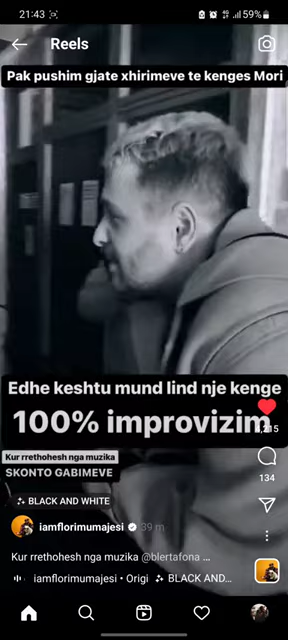 21:43
59%
Reels
Pak pushim gjate xhirimeve te kenges Mori
Edhe keshtu mund lind nje kenge
100% improvizim
Kur rrethohesh nga muzika
SKONTO GABIMEVE
134
BLACK AND WHITE
iamflorimumajesi 39 m
Kur rrethohesh nga muzika @blertafona ...
iamflorimumajesi • Origi BLACK AND...